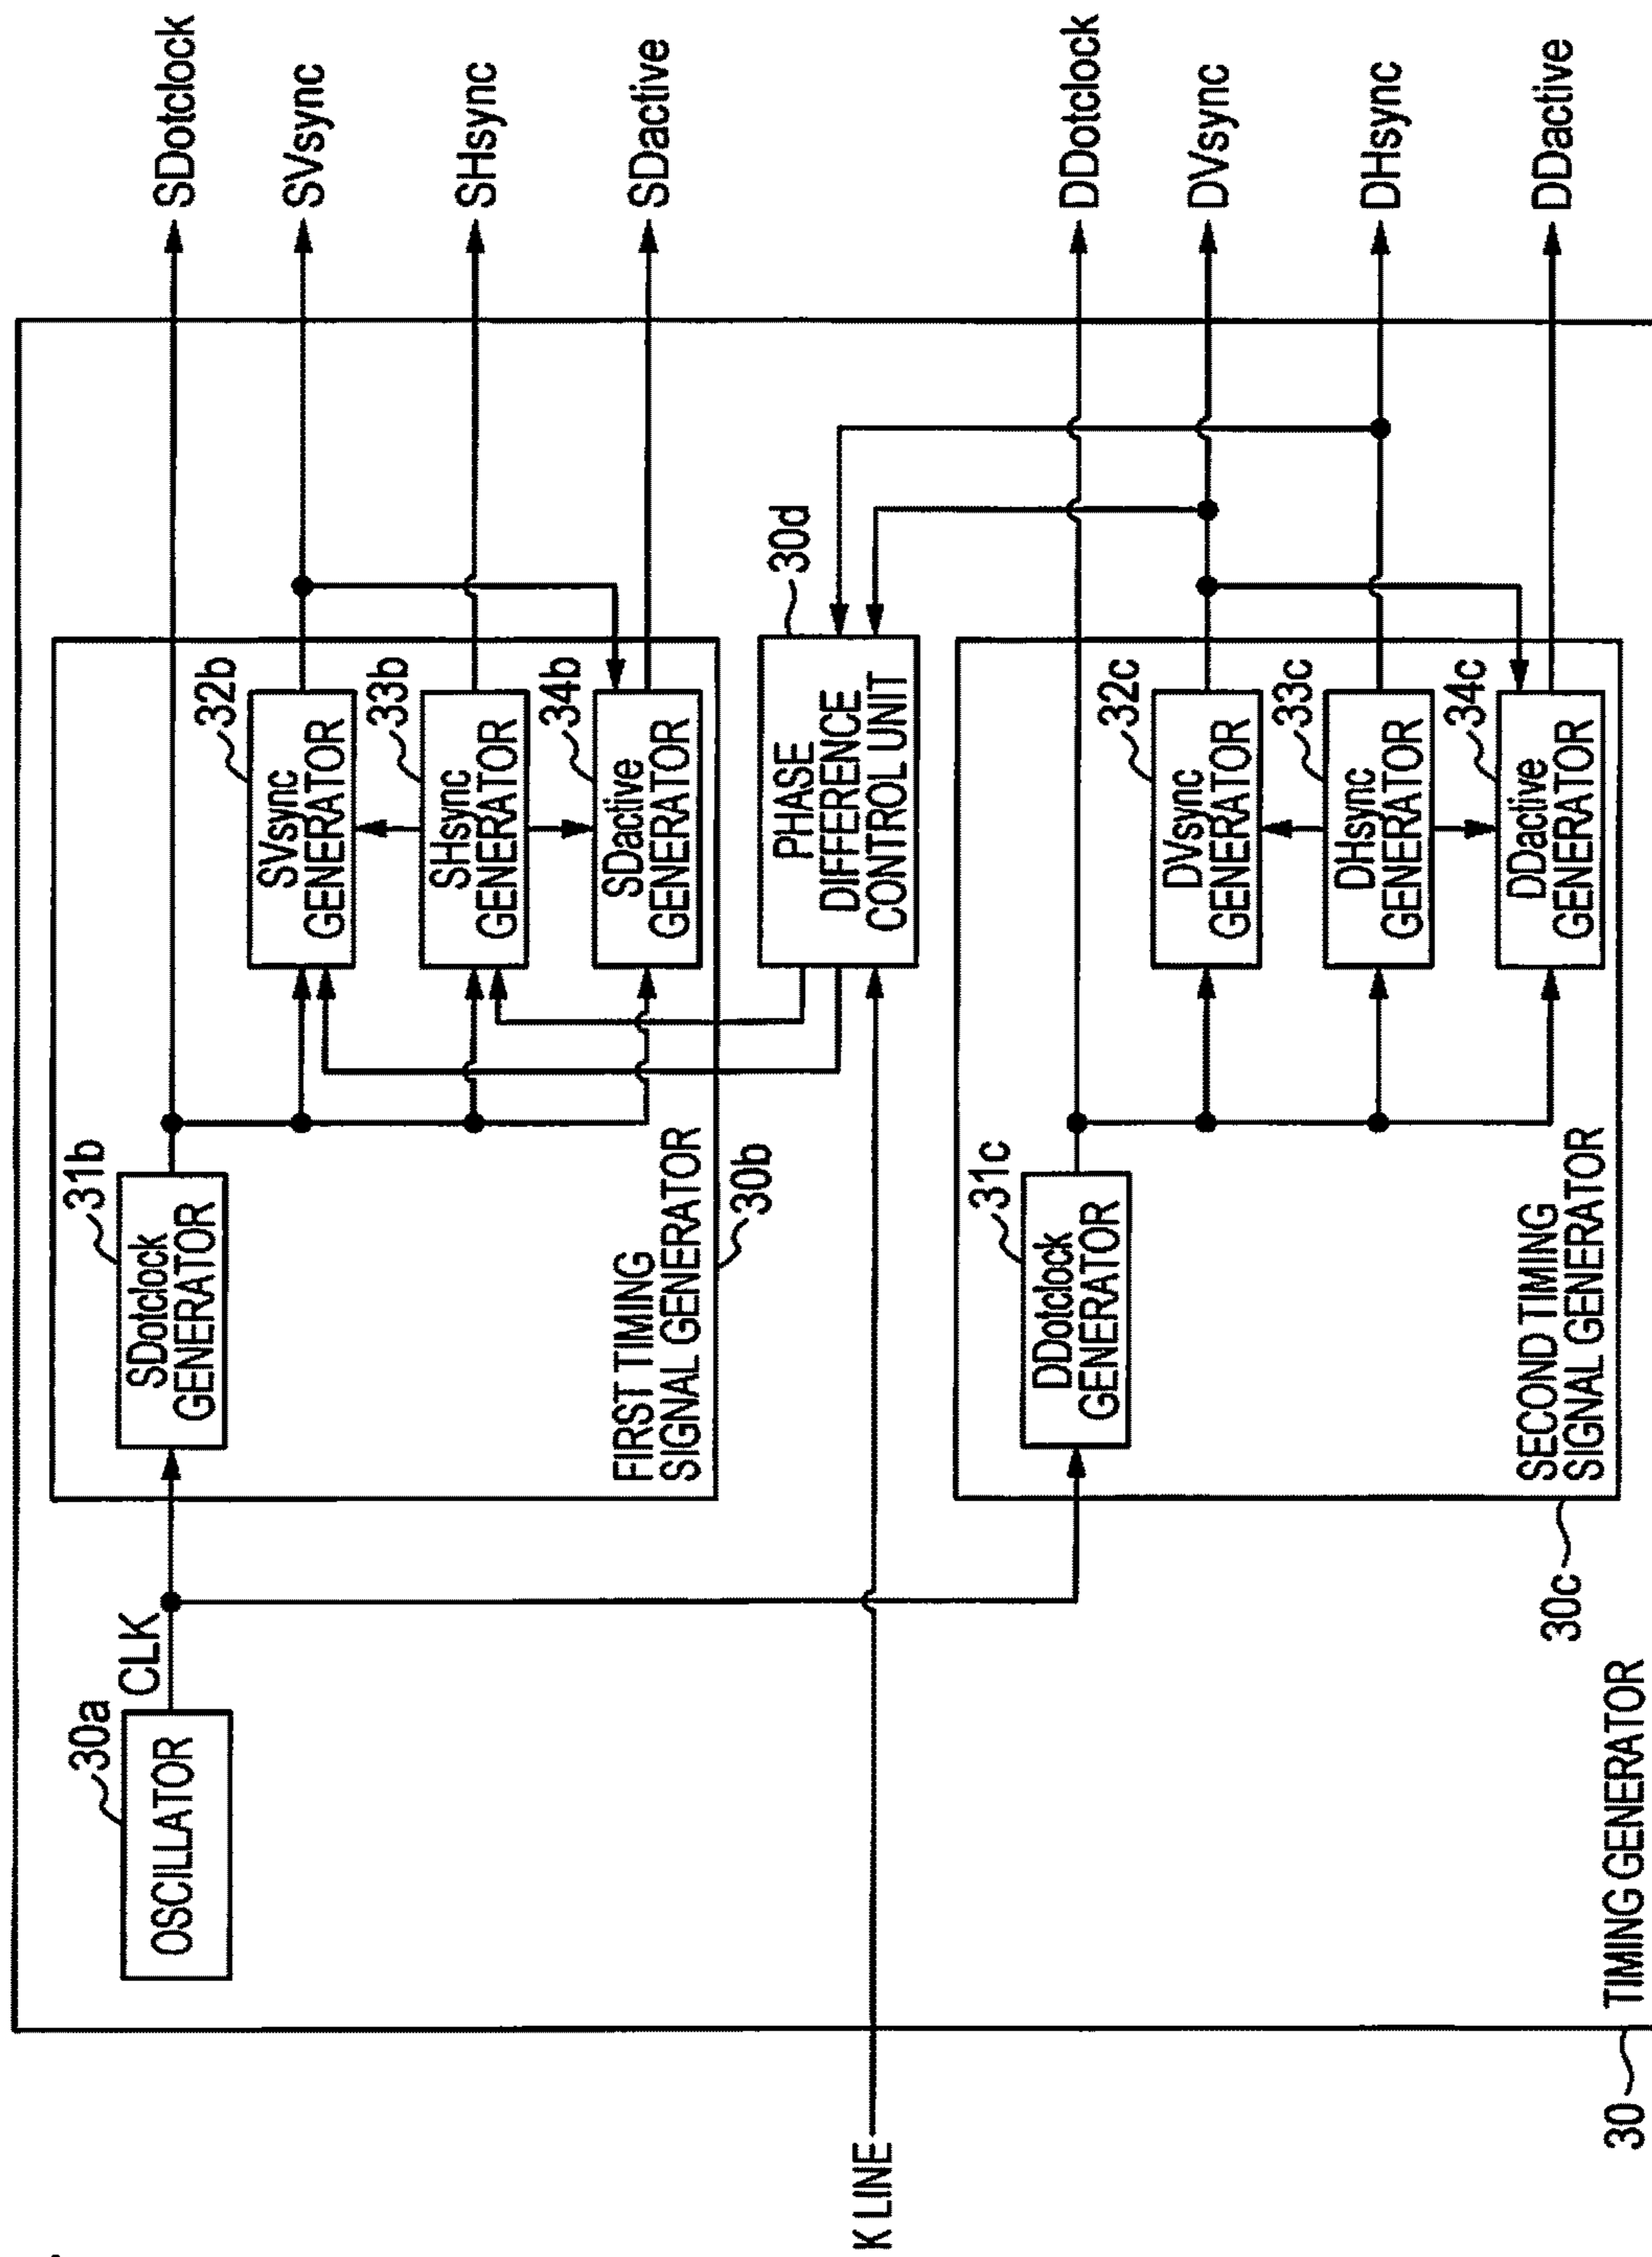 30a
OSCILLATOR
CLK
31b
SDotclock
GENERATOR
32b
SVsync
GENERATOR
33b
SHsync
GENERATOR
34b
SDactive
GENERATOR
FIRST TIMING
SIGNAL GENERATOR
30b
SDotclock
SVsync
SHsync
SDactive
K LINE
30d
PHASE
DIFFERENCE
CONTROL UNIT
31c
DDotclock
GENERATOR
32c
DVsync
GENERATOR
33c
DHsync
GENERATOR
34c
DDactive
GENERATOR
SECOND TIMING
SIGNAL GENERATOR
30c
DDotclock
DVsync
DHsync
DDactive
30
TIMING GENERATOR